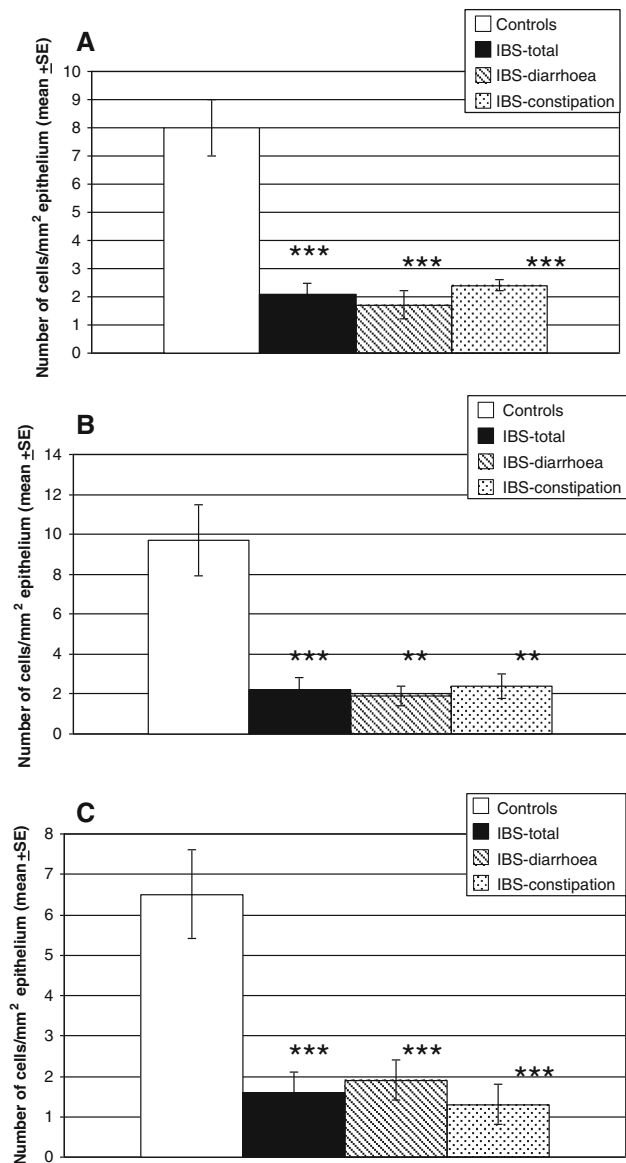 A
Controls
IBS-total
IBS-diarrhoea
IBS-constipation
Number of cells/mm² epithelium (mean ±SE)
10
9
8
7
6
5
4
3
2
1
0
***
***
***
B
Controls
IBS-total
IBS-diarrhoea
IBS-constipation
Number of cells/mm² epithelium (mean ±SE)
14
12
10
8
6
4
2
0
***
**
**
C
Controls
IBS-total
IBS-diarrhoea
IBS-constipation
Number of cells/mm² epithelium (mean ±SE)
8
7
6
5
4
3
2
1
0
***
***
***